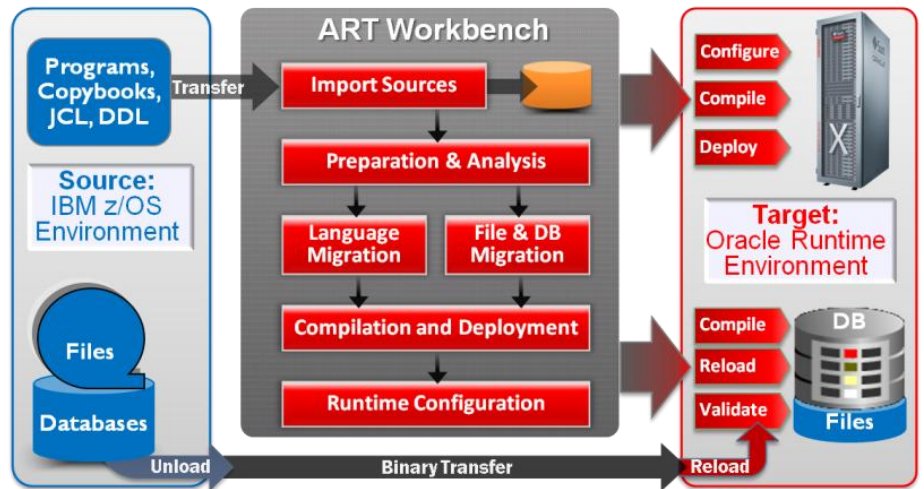 Programs,
Copybooks,
JCL, DDL
Transfer
Source:
IBM z/OS
Environment
Files
Databases
Unload
ART Workbench
Import Sources
Preparation & Analysis
Language
Migration
File & DB
Migration
Compilation and Deployment
Runtime Configuration
Binary Transfer
Configure
Compile
Deploy
X
Target:
Oracle Runtime
Environment
Compile
Reload
Validate
DB
Files
Reload